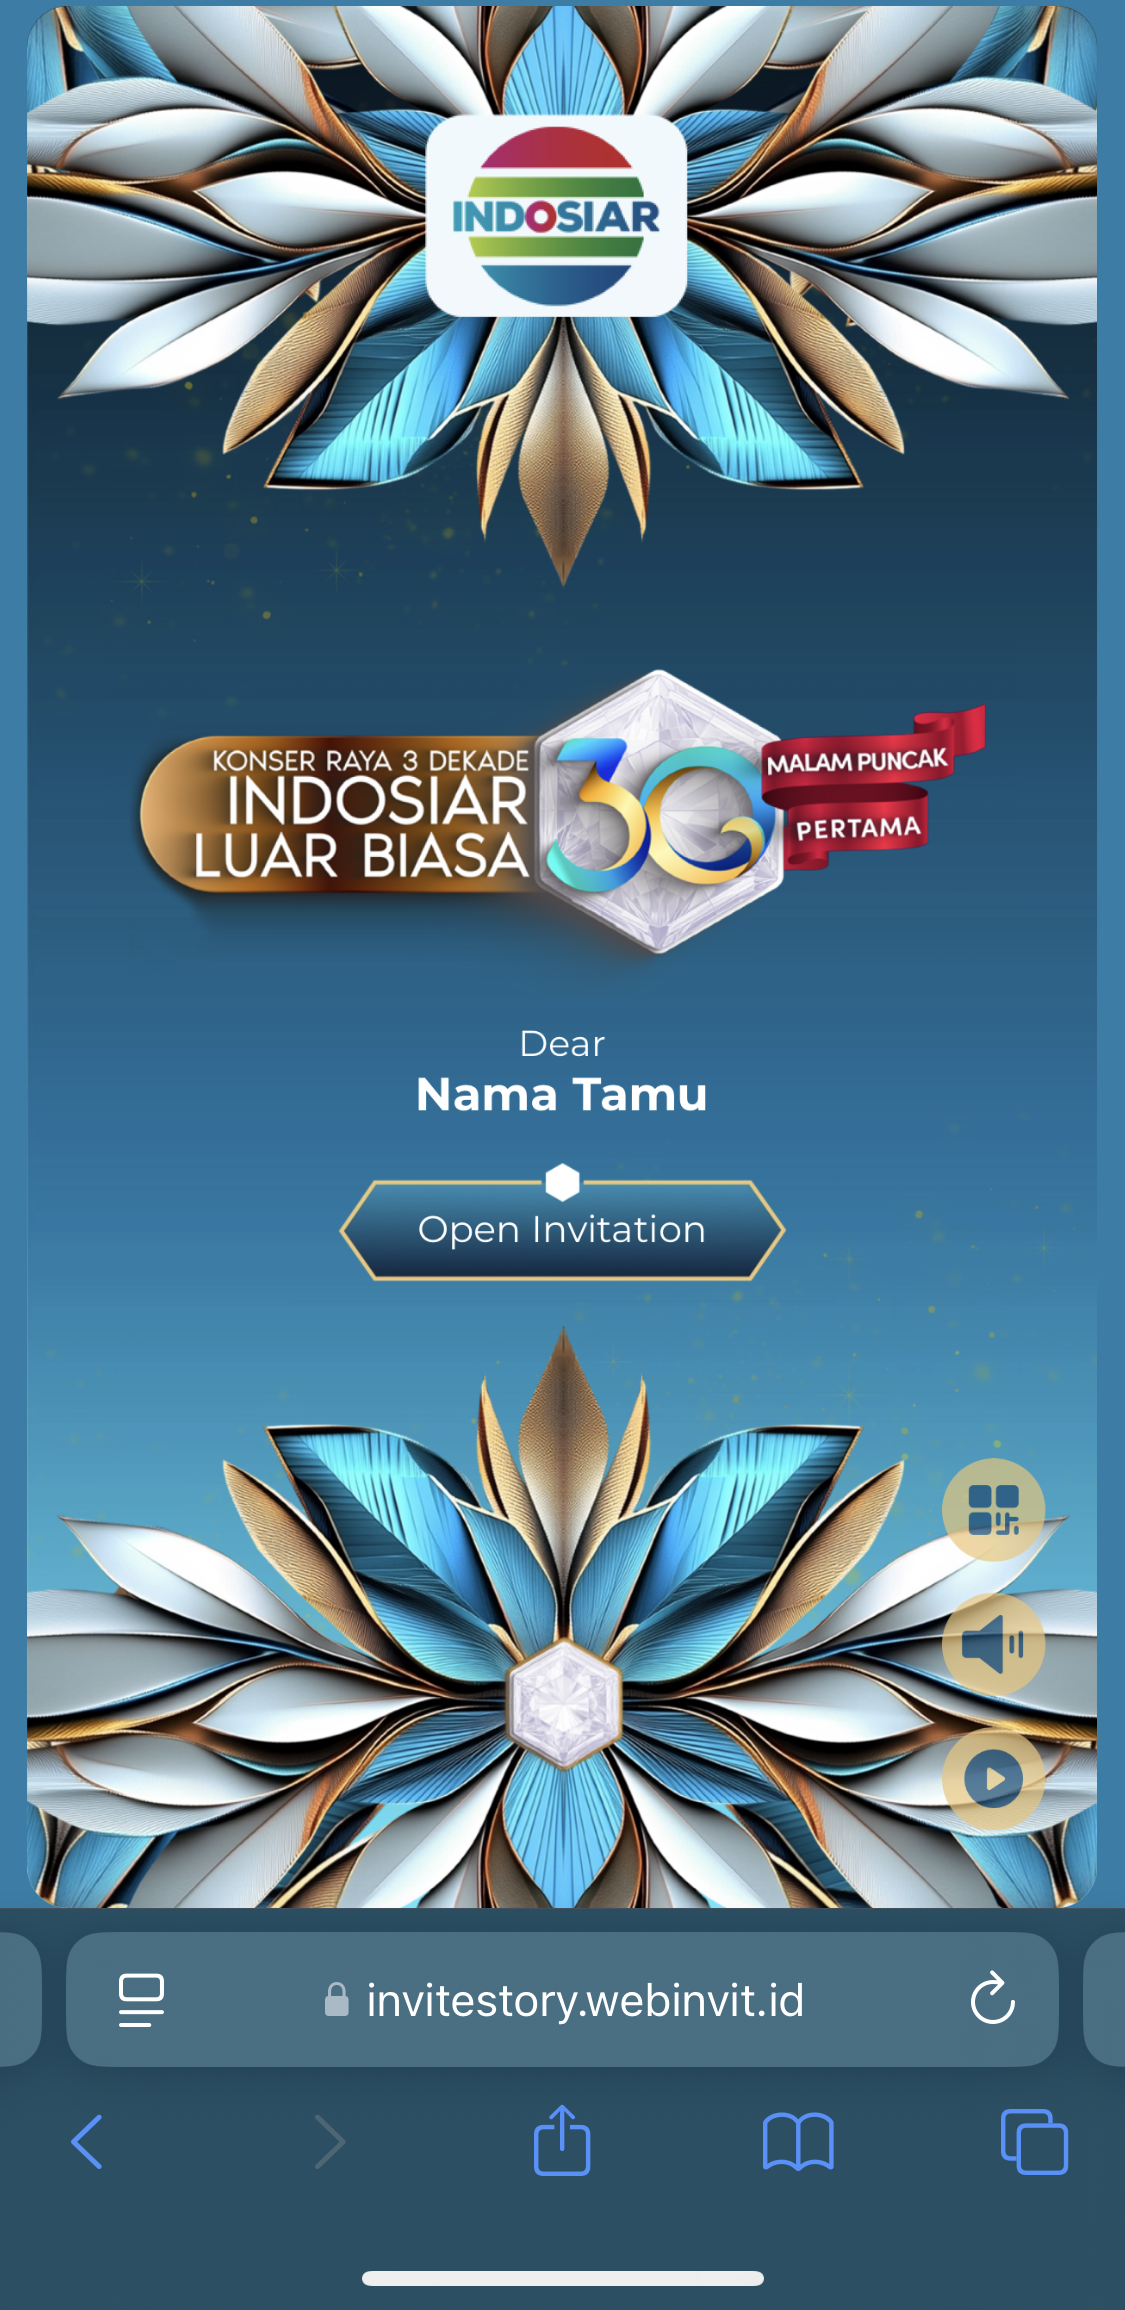 INDOSIAR
KONSER RAYA 3 DEKADE
INDOSIAR
LUAR BIASA
30
MALAM PUNCAK
PERTAMA
Dear
Nama Tamu
Open Invitation
invitestory.webinvit.id